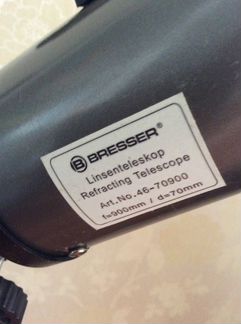 BRESSER®
Linsenteleskop
Refracting Telescope
Art.No.46-70900
f=900mm / d=70mm